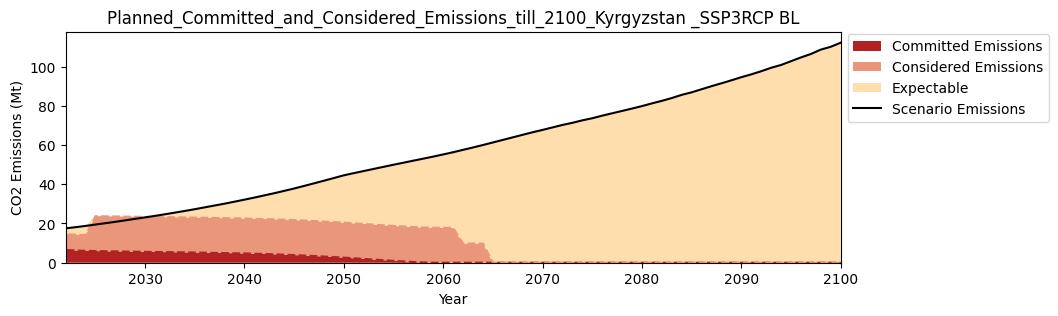 Planned_Committed_and_Considered_Emissions_till_2100_Kyrgyzstan _SSP3RCP BL
Committed Emissions
Considered Emissions
Expectable
Scenario Emissions
CO2 Emissions (Mt)
100
80
60
40
20
0
2030 2040 2050 2060 2070 2080 2090 2100
Year